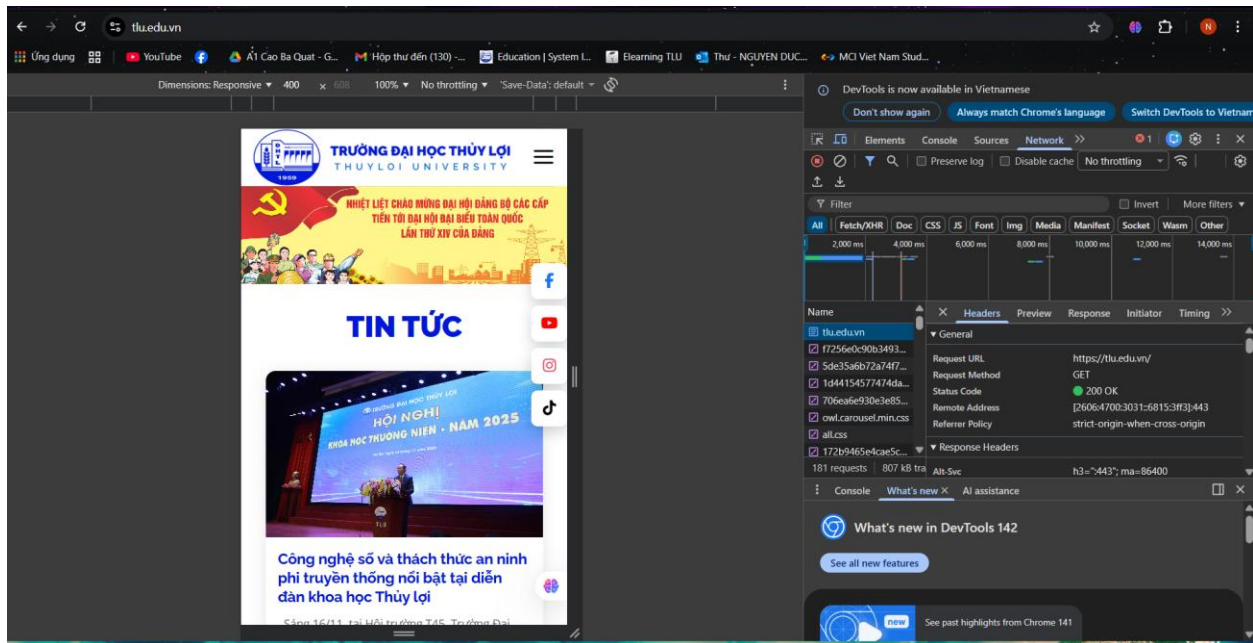 tlu.edu.vn
N
Ứng dụng
YouTube
A1 Cao Ba Quat - G...
Hộp thư đến (130) -...
Education | System I...
Elearning TLU
Thư - NGUYEN DUC...
MCI Viet Nam Stud...
Dimensions: Responsive
400
x
608
100%
No throttling
'Save-Data': default
TRƯỜNG ĐẠI HỌC THỦY LỢI
THUYLOI UNIVERSITY
1959
NHIỆT LIỆT CHÀO MỪNG ĐẠI HỘI ĐẢNG BỘ CÁC CẤP
TIẾN TỚI ĐẠI HỘI ĐẠI BIỂU TOÀN QUỐC
LẦN THỨ XIV CỦA ĐẢNG
TIN TỨC
TRƯỜNG ĐẠI HỌC THỦY LỢI
HỘI NGHỊ
KHOA HỌC THƯỜNG NIÊN - NĂM 2025
TLU
Công nghệ số và thách thức an ninh
phi truyền thống nổi bật tại diễn
đàn khoa học Thủy lợi
Sáng 16/11, tại Hội trường T45, Trường Đại
DevTools is now available in Vietnamese
Don't show again
Always match Chrome's language
Switch DevTools to Vietnam
Elements
Console
Sources
Network
1
Preserve log
Disable cache
No throttling
Filter
Invert
More filters
All
Fetch/XHR
Doc
CSS
JS
Font
Img
Media
Manifest
Socket
Wasm
Other
2,000 ms
4,000 ms
6,000 ms
8,000 ms
10,000 ms
12,000 ms
14,000 ms
Name
tlu.edu.vn
f7256e0c90b3493...
5de35a6b72a74f7...
1d44154577474da...
706ea6e930e3e85...
owl.carousel.min.css
all.css
172b9465e4cae5c...
181 requests
807 kB tra
Headers
Preview
Response
Initiator
Timing
General
Request URL
https://tlu.edu.vn/
Request Method
GET
Status Code
200 OK
Remote Address
[2606:4700:3031::6815:3ff3]:443
Referrer Policy
strict-origin-when-cross-origin
Response Headers
Alt-Svc
h3=":443"; ma=86400
Console
What's new
AI assistance
What's new in DevTools 142
See all new features
new
See past highlights from Chrome 141